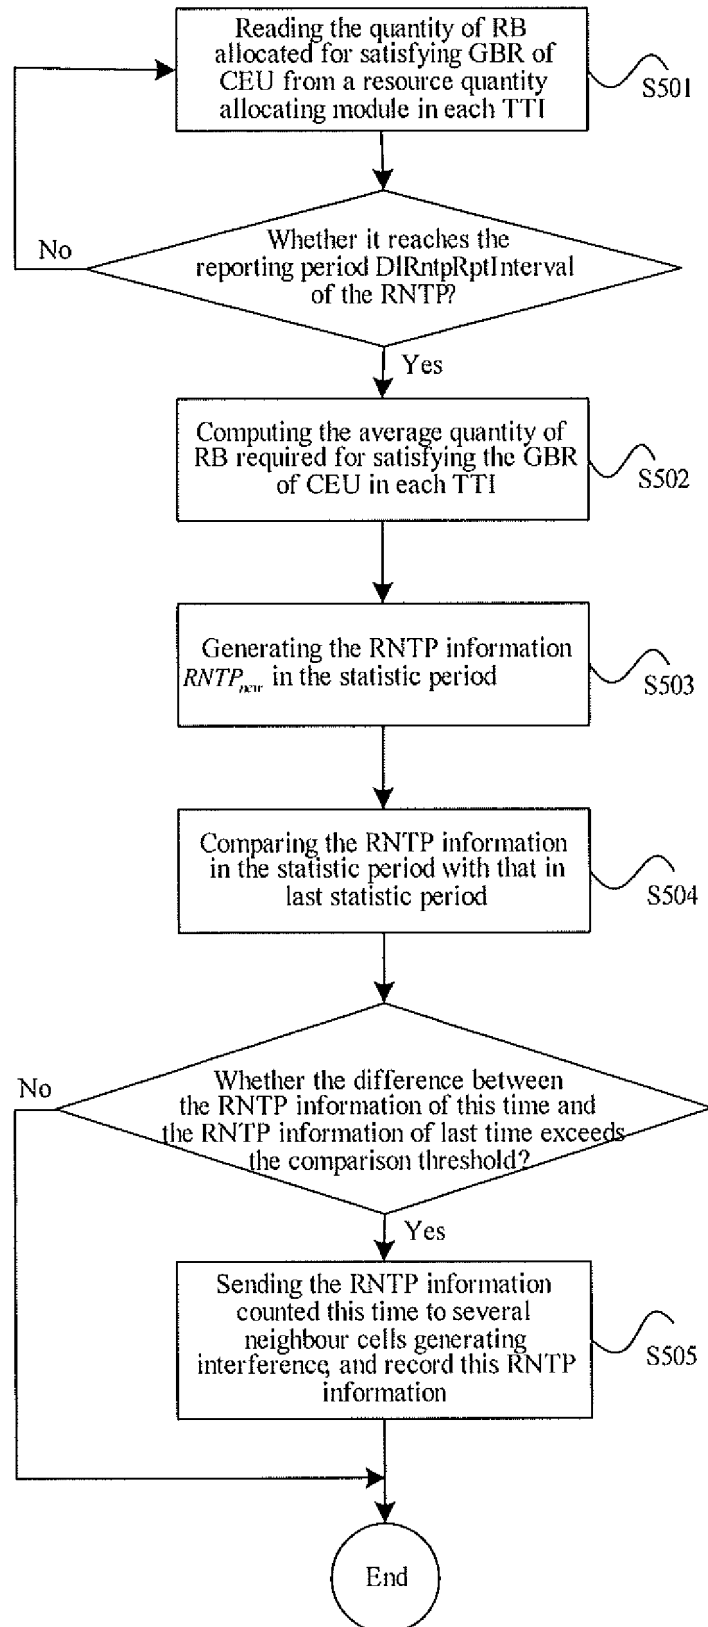 Reading the quantity of RB
allocated for satisfying GBR of
CEU from a resource quantity
allocating module in each TTI
S501
No
Whether it reaches the
reporting period DlRntpRptInterval
of the RNTP?
Yes
Computing the average quantity of
RB required for satisfying the GBR
of CEU in each TTI
S502
Generating the RNTP information
RNTP_new in the statistic period
S503
Comparing the RNTP information
in the statistic period with that in
last statistic period
S504
No
Whether the difference between
the RNTP information of this time and
the RNTP information of last time exceeds
the comparison threshold?
Yes
Sending the RNTP information
counted this time to several
neighbour cells generating
interference, and record this RNTP
information
S505
End